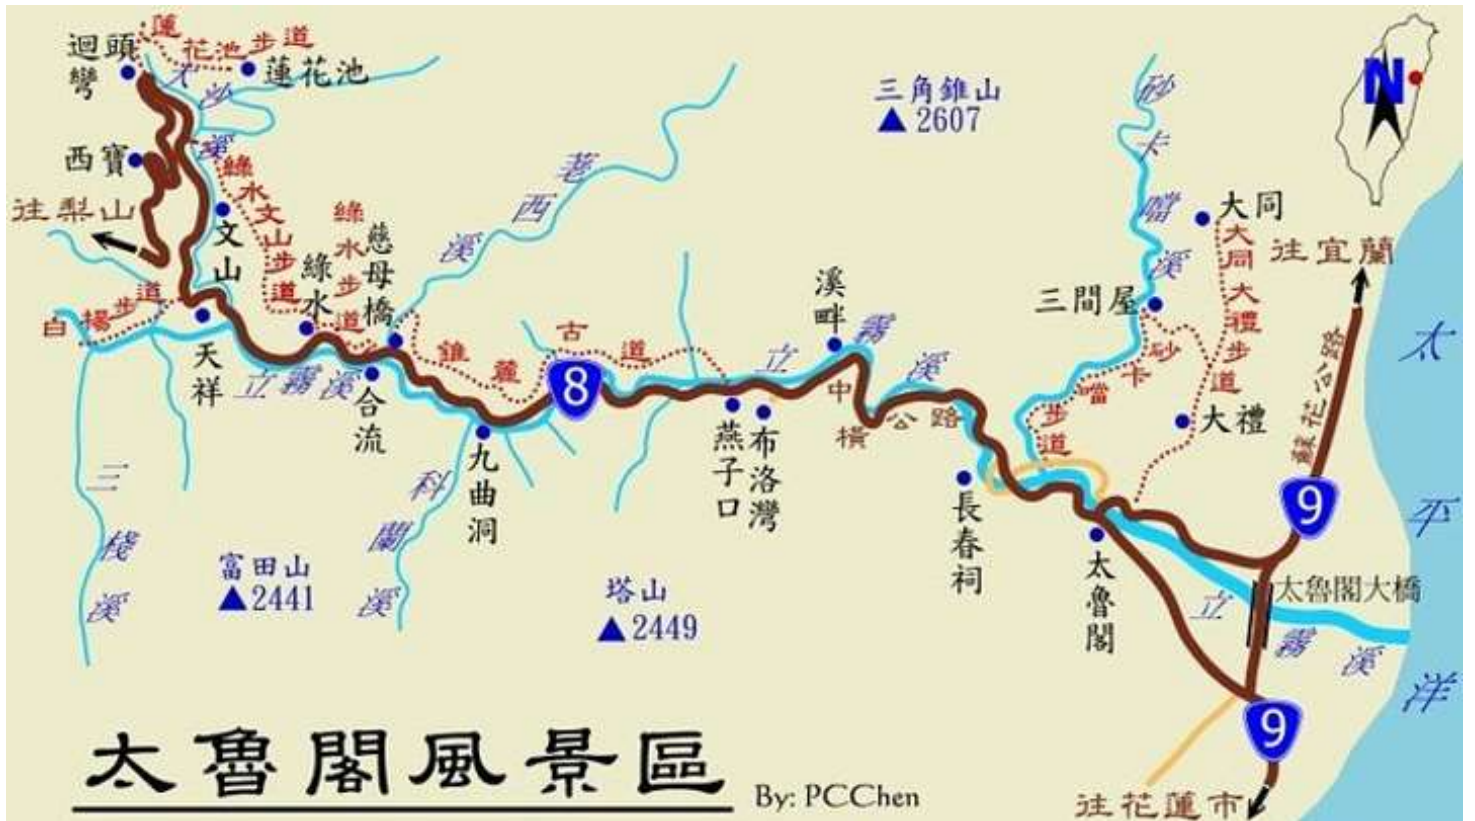 蓮花池步道
迴頭彎
蓮花池
大沙溪
西寶
往梨山
綠水文山步道
文山
綠水步道
綠水
慈母橋
老西溪
三角錐山
▲2607
砂卡噹溪
N
大同
大同大禮步道
往宜蘭
三間屋
砂卡噹步道
大禮
蘇花公路
太平洋
白楊步道
天祥
立霧溪
合流
錐麓古道
8
九曲洞
燕子口
布洛灣
溪畔
立霧溪
中橫公路
長春祠
太魯閣
9
太魯閣大橋
立霧溪
三棧溪
科蘭溪
富田山
▲2441
塔山
▲2449
9
往花蓮市
太魯閣風景區
By: PCChen